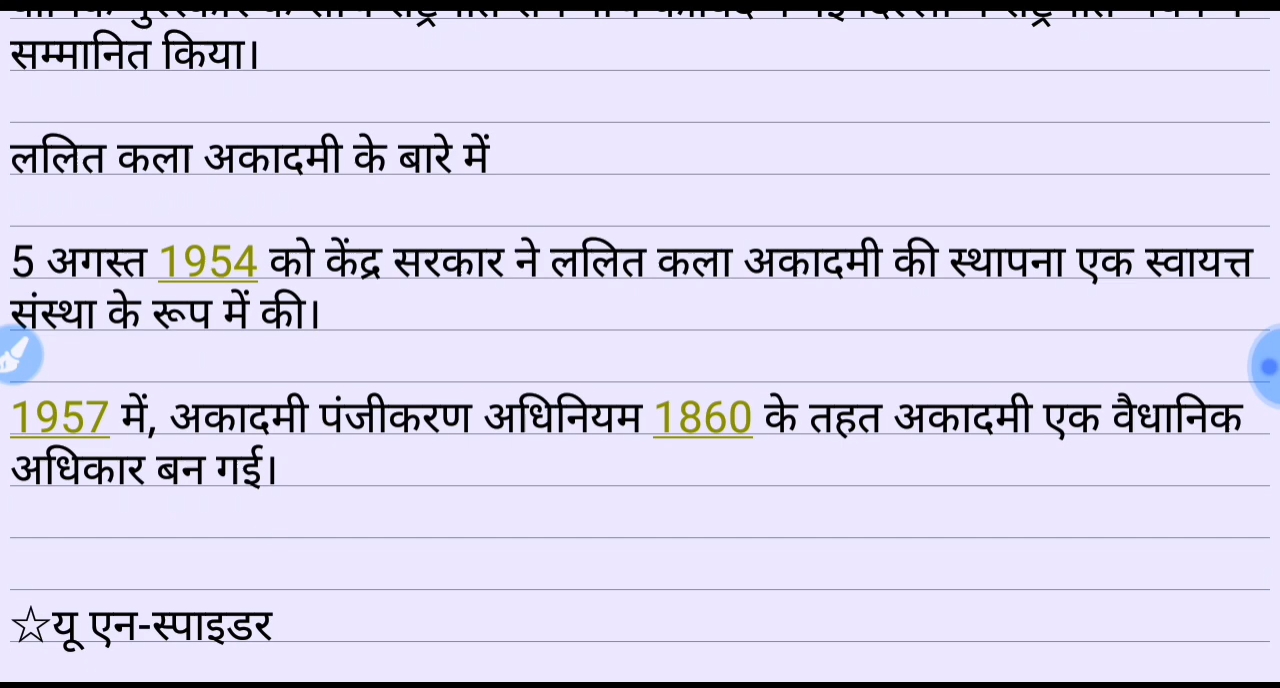 सम्मानित किया।
ललित कला अकादमी के बारे में
5 अगस्त 1954 को केंद्र सरकार ने ललित कला अकादमी की स्थापना एक स्वायत्त
संस्था के रूप में की।
1957 में, अकादमी पंजीकरण अधिनियम 1860 के तहत अकादमी एक वैधानिक
अधिकार बन गई।
☆यू एन-स्पाइडर